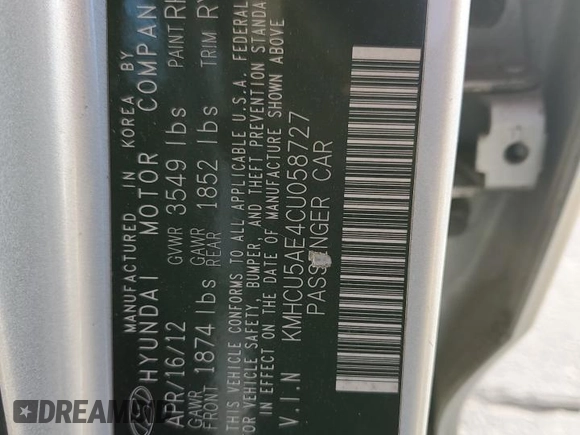 MANUFACTURED IN KOREA BY
HYUNDAI MOTOR COMPAN
APR/16/12 GVWR 3549 lbs PAINT
GAWR FRONT 1874 lbs GAWR REAR 1852 lbs TRIM
THIS VEHICLE CONFORMS TO ALL APPLICABLE U.S.A. FEDERAL
VEHICLE SAFETY, BUMPER, AND THEFT PREVENTION STANDA
IN EFFECT ON THE DATE OF MANUFACTURE SHOWN ABOVE
V.I.N KMHCU5AE4CU058727
PASSENGER CAR